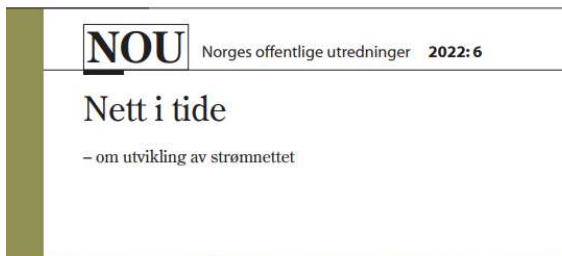 NOU Norges offentlige utredninger 2022: 6
Nett i tide
– om utvikling av strømnettet